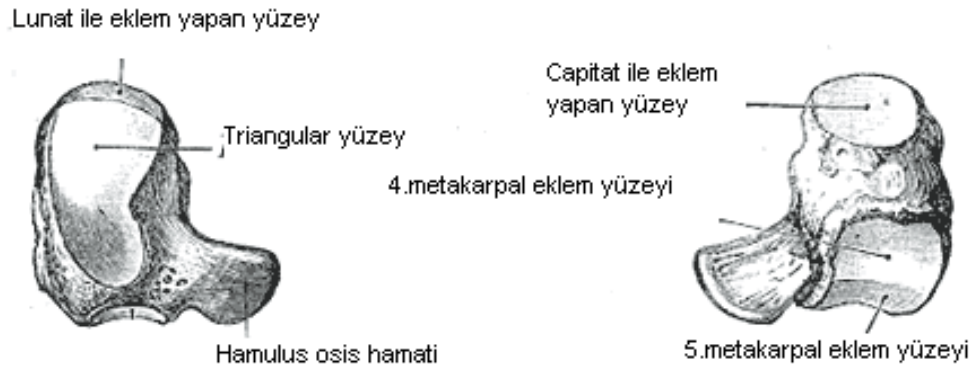 Lunat ile eklem yapan yüzey
Triangular yüzey
Hamulus osis hamati
Capitat ile eklem
yapan yüzey
4.metakarpal eklem yüzeyi
5.metakarpal eklem yüzeyi